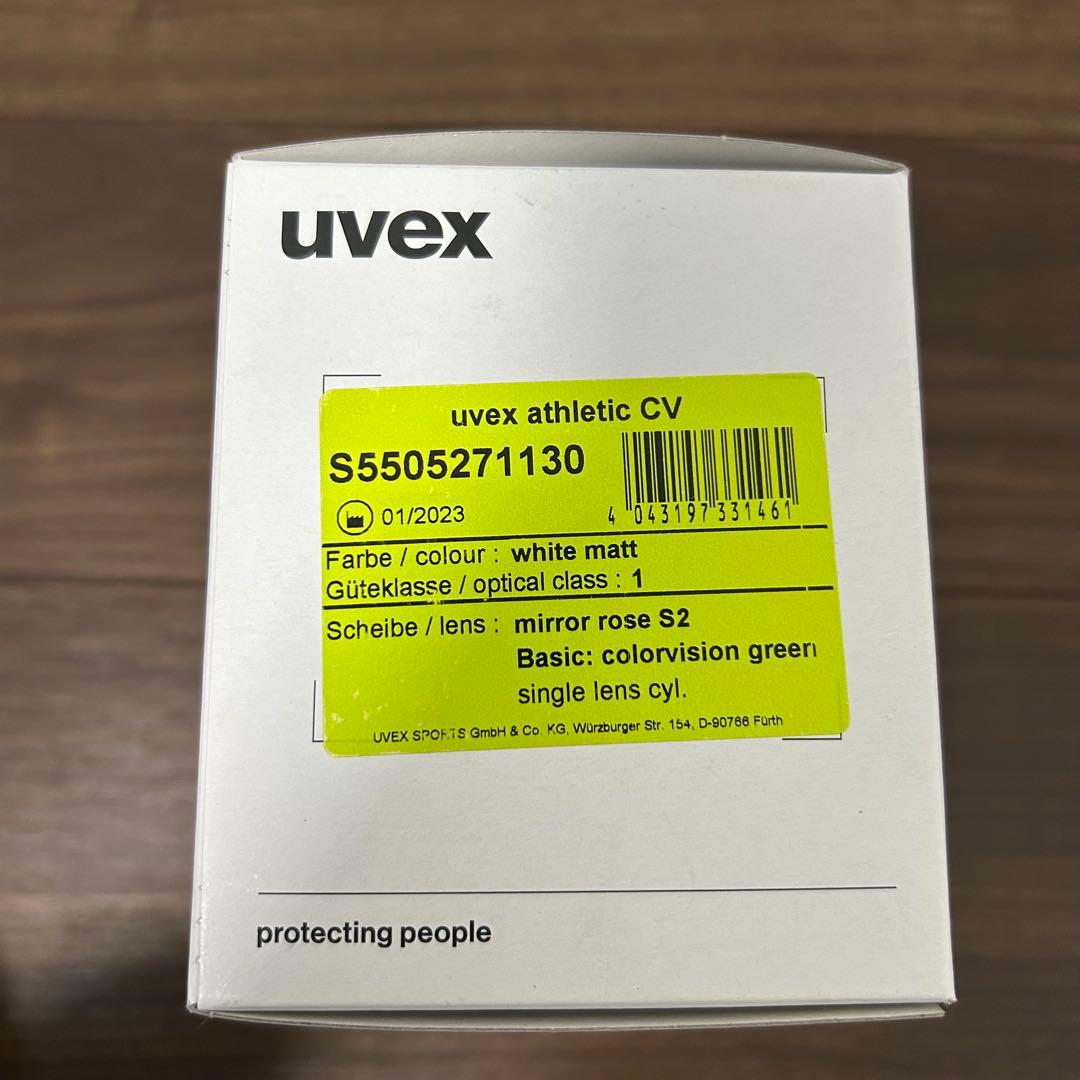 uvex
uvex athletic CV
S5505271130
01/2023
4 043197 331461
Farbe / colour : white matt
Güteklasse / optical class : 1
Scheibe / lens : mirror rose S2
Basic: colorvision green
single lens cyl.
UVEX SPORTS GmbH & Co. KG, Würzburger Str. 154, D-90766 Fürth
protecting people